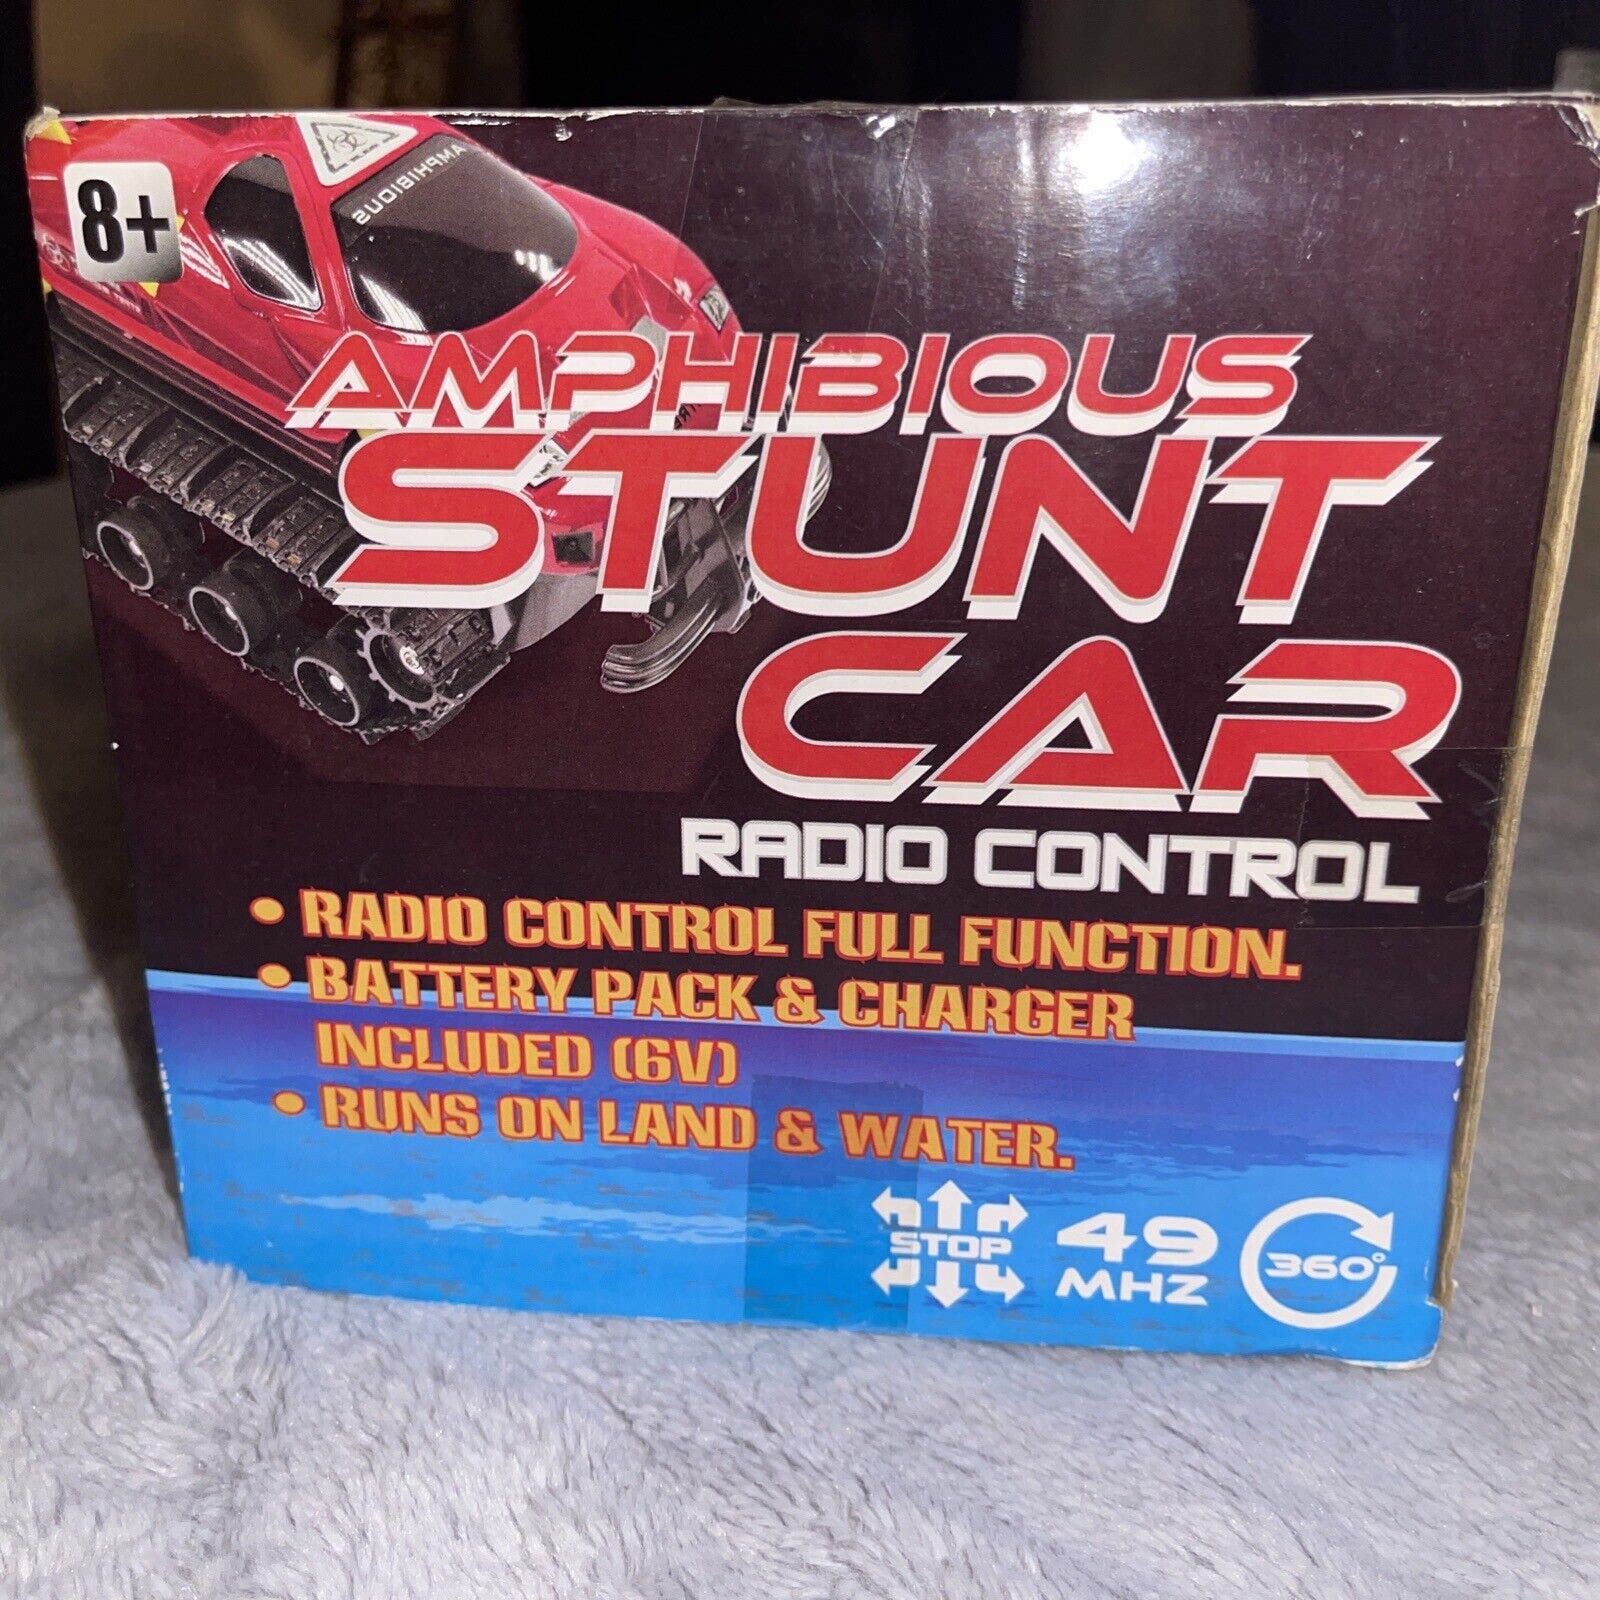 8+
AMPHIBIOUS
AMPHIBIOUS
STUNT
CAR
RADIO CONTROL
• RADIO CONTROL FULL FUNCTION.
• BATTERY PACK & CHARGER
INCLUDED (6V)
• RUNS ON LAND & WATER.
STOP
49
MHZ
360°